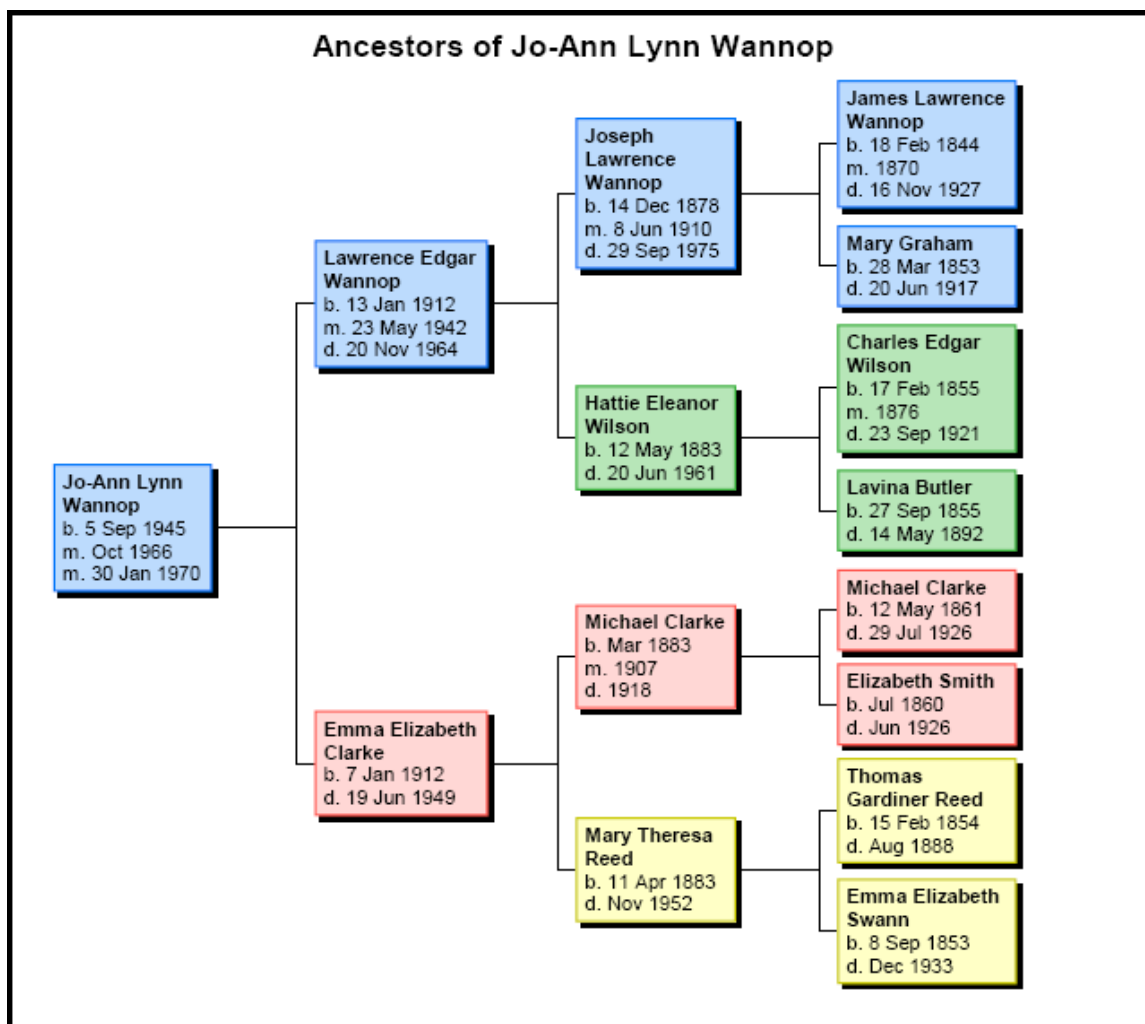 Ancestors of Jo-Ann Lynn Wannop
Jo-Ann Lynn
Wannop
b. 5 Sep 1945
m. Oct 1966
m. 30 Jan 1970
Lawrence Edgar
Wannop
b. 13 Jan 1912
m. 23 May 1942
d. 20 Nov 1964
Emma Elizabeth
Clarke
b. 7 Jan 1912
d. 19 Jun 1949
Joseph
Lawrence
Wannop
b. 14 Dec 1878
m. 8 Jun 1910
d. 29 Sep 1975
Hattie Eleanor
Wilson
b. 12 May 1883
d. 20 Jun 1961
Michael Clarke
b. Mar 1883
m. 1907
d. 1918
Mary Theresa
Reed
b. 11 Apr 1883
d. Nov 1952
James Lawrence
Wannop
b. 18 Feb 1844
m. 1870
d. 16 Nov 1927
Mary Graham
b. 28 Mar 1853
d. 20 Jun 1917
Charles Edgar
Wilson
b. 17 Feb 1855
m. 1876
d. 23 Sep 1921
Lavina Butler
b. 27 Sep 1855
d. 14 May 1892
Michael Clarke
b. 12 May 1861
d. 29 Jul 1926
Elizabeth Smith
b. Jul 1860
d. Jun 1926
Thomas
Gardiner Reed
b. 15 Feb 1854
d. Aug 1888
Emma Elizabeth
Swann
b. 8 Sep 1853
d. Dec 1933